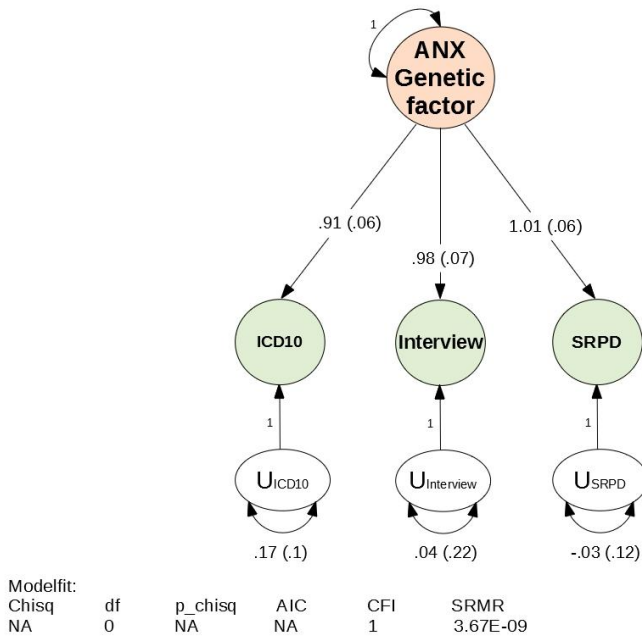 1
ANX
Genetic
factor
.91 (.06)
.98 (.07)
1.01 (.06)
ICD10
Interview
SRPD
1
1
1
UICD10
UInterview
USRPD
.17 (.1)
.04 (.22)
-.03 (.12)
Modelfit:
Chisq df p_chisq AIC CFI SRMR
NA 0 NA NA 1 3.67E-09